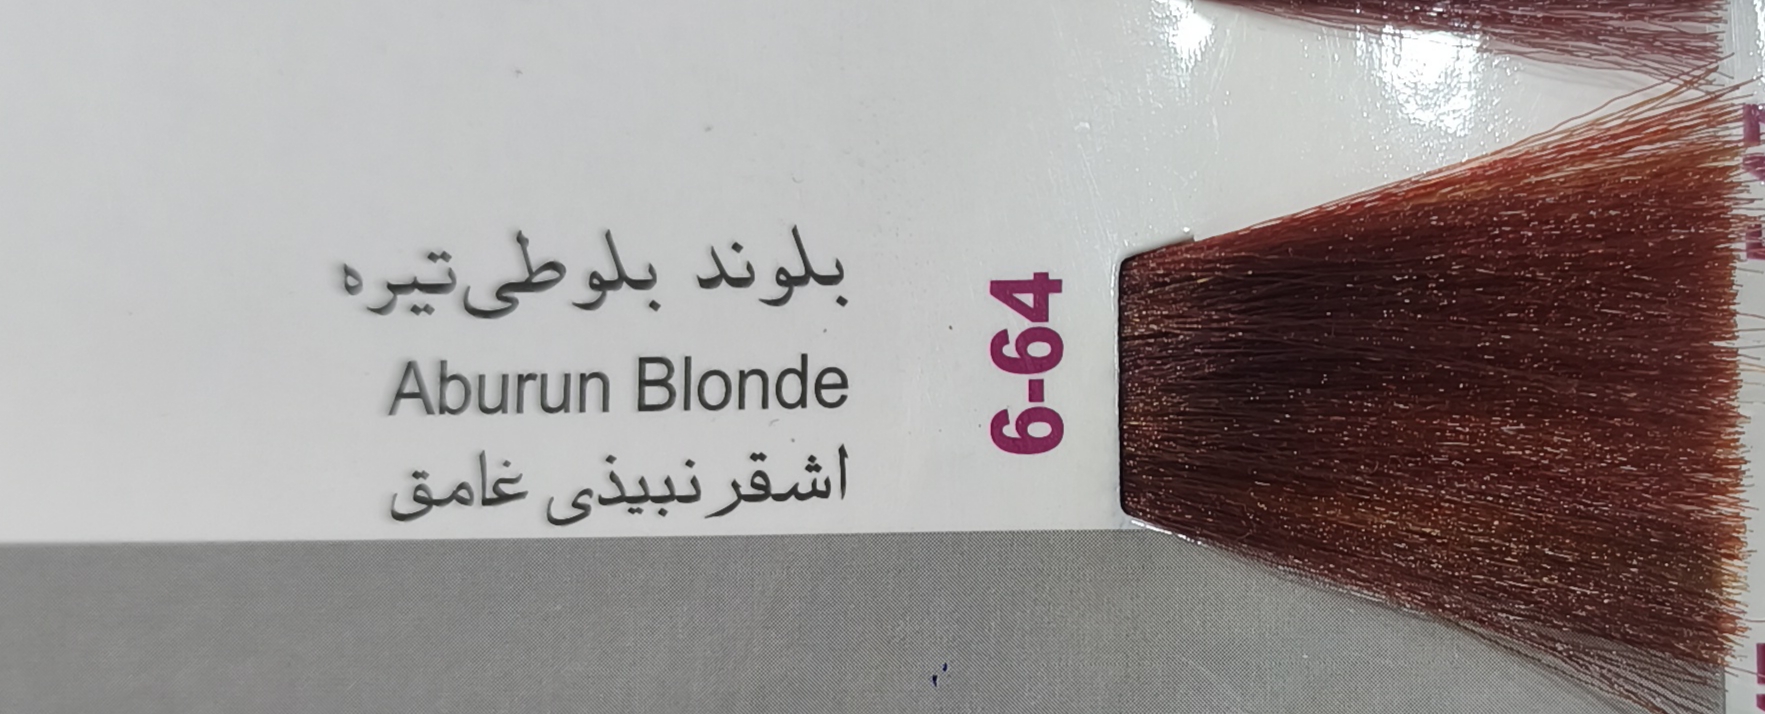 بلوند بلوطی تیره
Aburun Blonde
اشقر نبیذی غامق
6-64